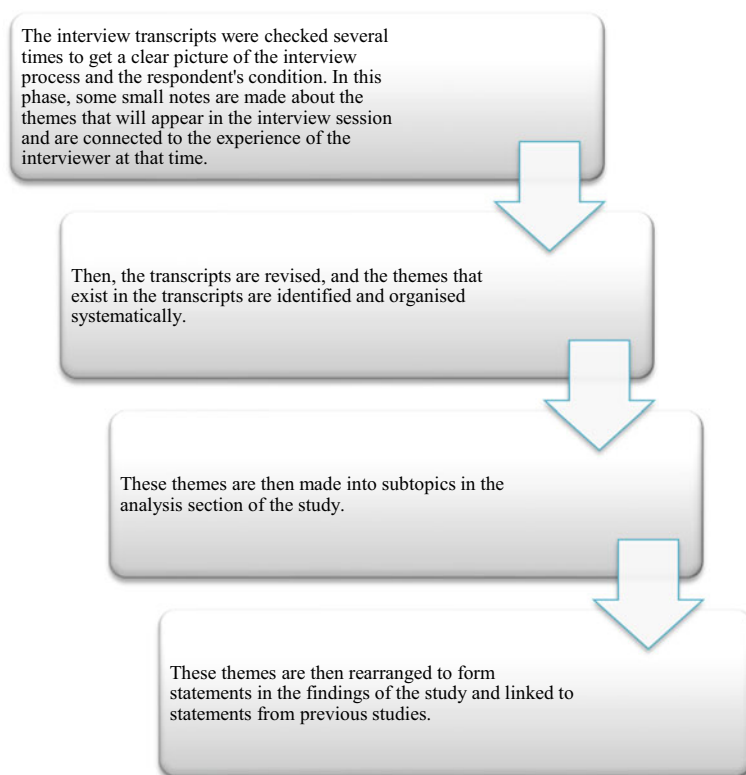 The interview transcripts were checked several
times to get a clear picture of the interview
process and the respondent's condition. In this
phase, some small notes are made about the
themes that will appear in the interview session
and are connected to the experience of the
interviewer at that time.
Then, the transcripts are revised, and the themes that
exist in the transcripts are identified and organised
systematically.
These themes are then made into subtopics in the
analysis section of the study.
These themes are then rearranged to form
statements in the findings of the study and linked to
statements from previous studies.